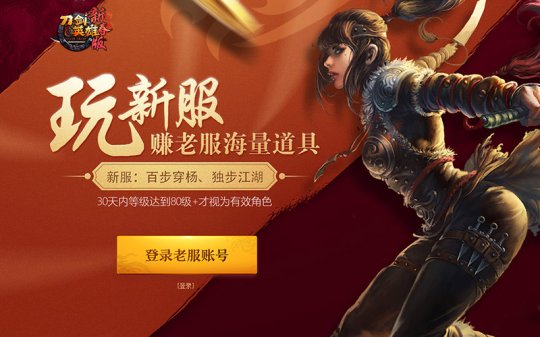 刀剑
英雄
新春版
玩新服
赚老服海量道具
新服：百步穿杨、独步江湖
30天内等级达到80级+才视为有效角色
登录老服账号
[登录]